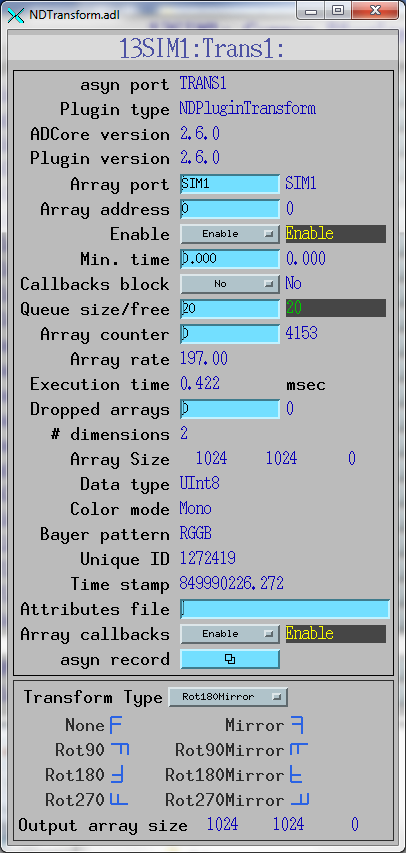 NDTransform.adl
13SIM1:Trans1:
asyn port TRANS1
Plugin type NDPluginTransform
ADCore version 2.6.0
Plugin version 2.6.0
Array port SIM1 SIM1
Array address 0 0
Enable Enable Enable
Min. time 0.000 0.000
Callbacks block No No
Queue size/free 20 20
Array counter 0 4153
Array rate 197.00
Execution time 0.422 msec
Dropped arrays 0 0
# dimensions 2
Array Size 1024 1024 0
Data type UInt8
Color mode Mono
Bayer pattern RGGB
Unique ID 1272419
Time stamp 849990226.272
Attributes file
Array callbacks Enable Enable
asyn record
Transform Type Rot180Mirror
None Mirror
Rot90 Rot90Mirror
Rot180 Rot180Mirror
Rot270 Rot270Mirror
Output array size 1024 1024 0